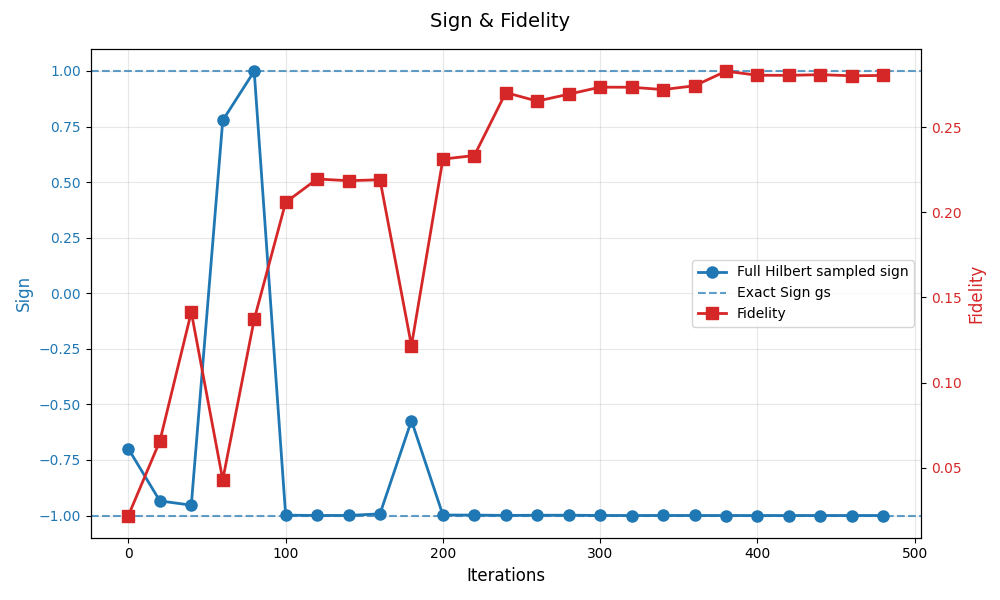 Sign & Fidelity
1.00
0.75
0.50
0.25
0.00
−0.25
−0.50
−0.75
−1.00
Sign
0.25
0.20
0.15
0.10
0.05
Fidelity
Full Hilbert sampled sign
Exact Sign gs
Fidelity
0
100
200
300
400
500
Iterations